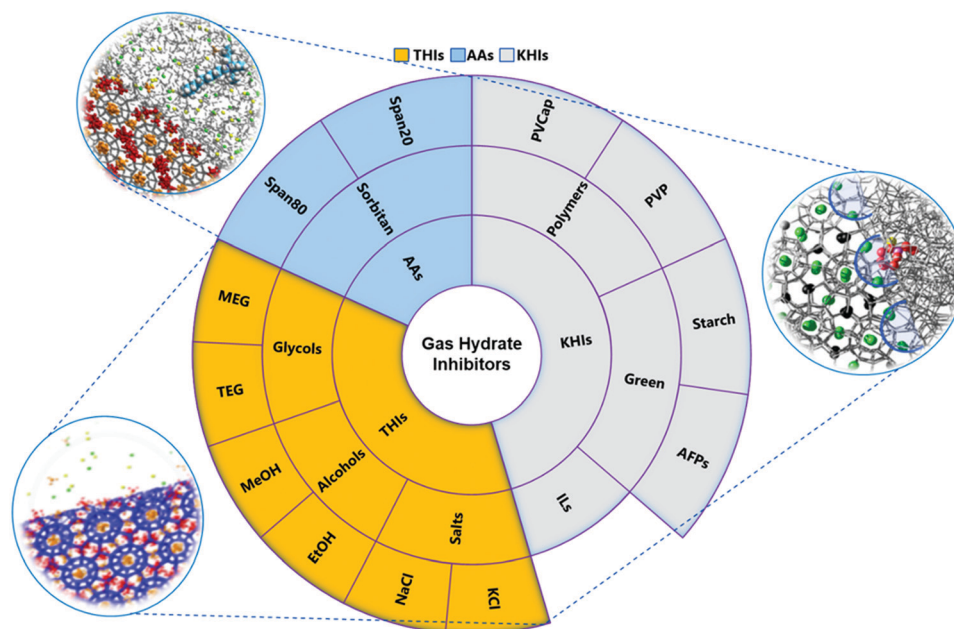 THIs AAs KHIs
Span20
PVCap
Span80
Sorbitan
Polymers
PVP
AAs
MEG
Glycols
Gas Hydrate
Inhibitors
KHIs
Starch
Green
TEG
THIs
AFPs
MeOH
Alcohols
ILs
Salts
EtOH
NaCl
KCl